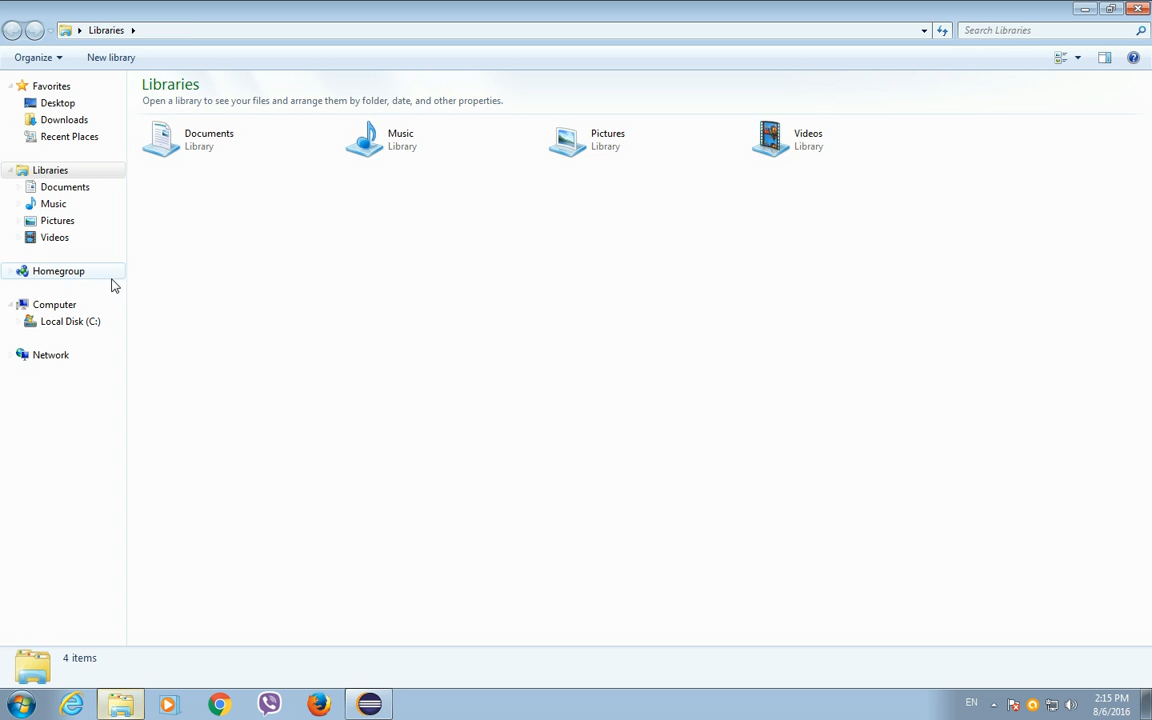 Libraries
Search Libraries
Organize
New library
Favorites
Desktop
Downloads
Recent Places
Libraries
Documents
Music
Pictures
Videos
Homegroup
Computer
Local Disk (C:)
Network
Libraries
Open a library to see your files and arrange them by folder, date, and other properties.
Documents
Library
Music
Library
Pictures
Library
Videos
Library
4 items
EN
2:15 PM
8/6/2016